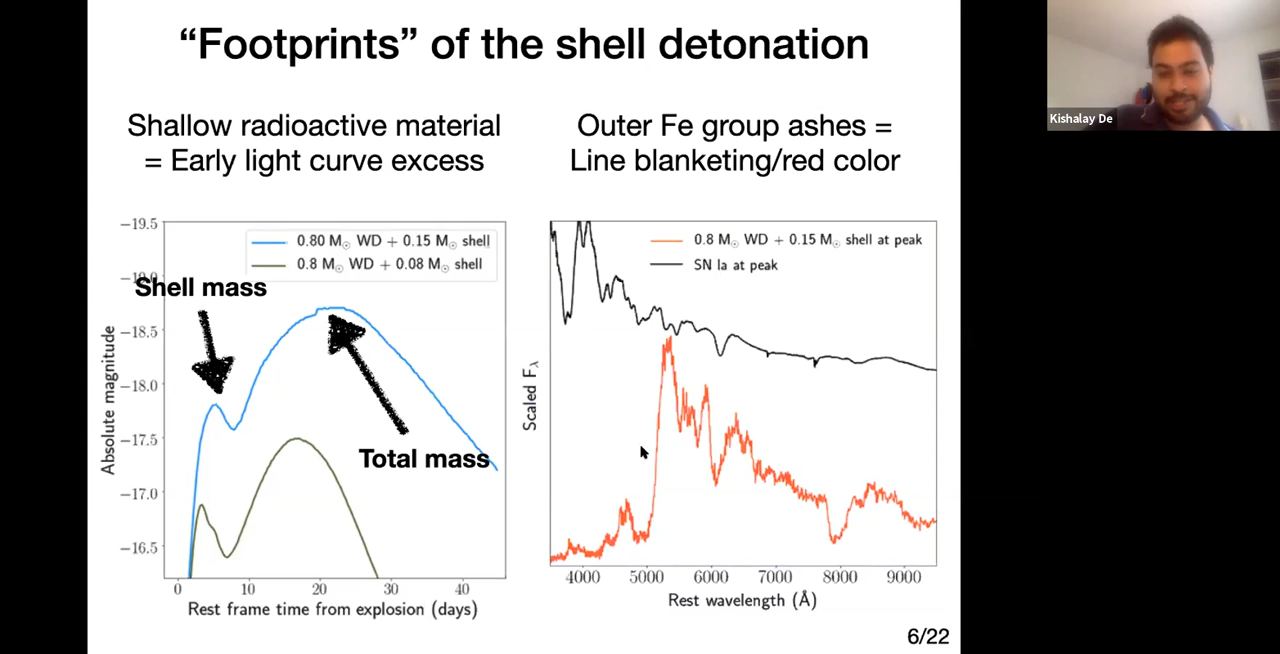 “Footprints” of the shell detonation
Shallow radioactive material
= Early light curve excess
Outer Fe group ashes =
Line blanketing/red color
Kishalay De
−19.5
−19.0
−18.5
−18.0
−17.5
−17.0
−16.5
Absolute magnitude
0.80 M☉ WD + 0.15 M☉ shell
0.8 M☉ WD + 0.08 M☉ shell
Shell mass
Total mass
0 10 20 30 40
Rest frame time from explosion (days)
Scaled Fλ
0.8 M☉ WD + 0.15 M☉ shell at peak
SN Ia at peak
4000 5000 6000 7000 8000 9000
Rest wavelength (Å)
6/22